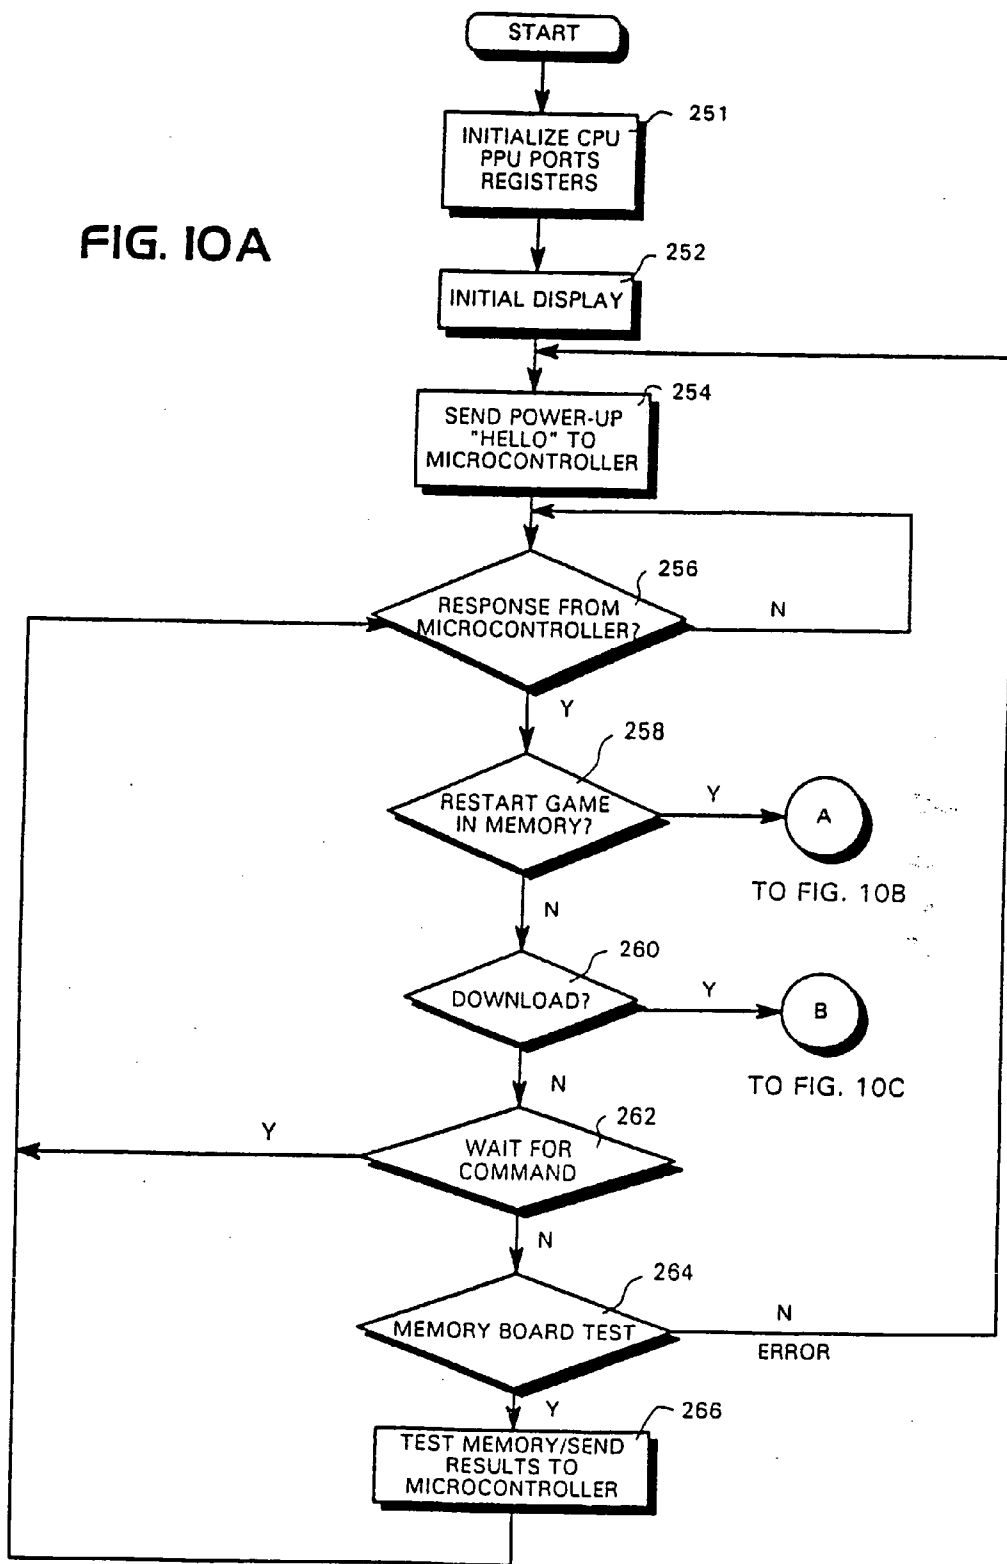 START
251
INITIALIZE CPU
PPU PORTS
REGISTERS
FIG. 10A
252
INITIAL DISPLAY
254
SEND POWER-UP
"HELLO" TO
MICROCONTROLLER
256
RESPONSE FROM
MICROCONTROLLER?
N
Y
258
RESTART GAME
IN MEMORY?
Y
A
TO FIG. 10B
N
260
DOWNLOAD?
Y
B
TO FIG. 10C
N
262
Y
WAIT FOR
COMMAND
N
264
MEMORY BOARD TEST
N
ERROR
Y
266
TEST MEMORY/SEND
RESULTS TO
MICROCONTROLLER